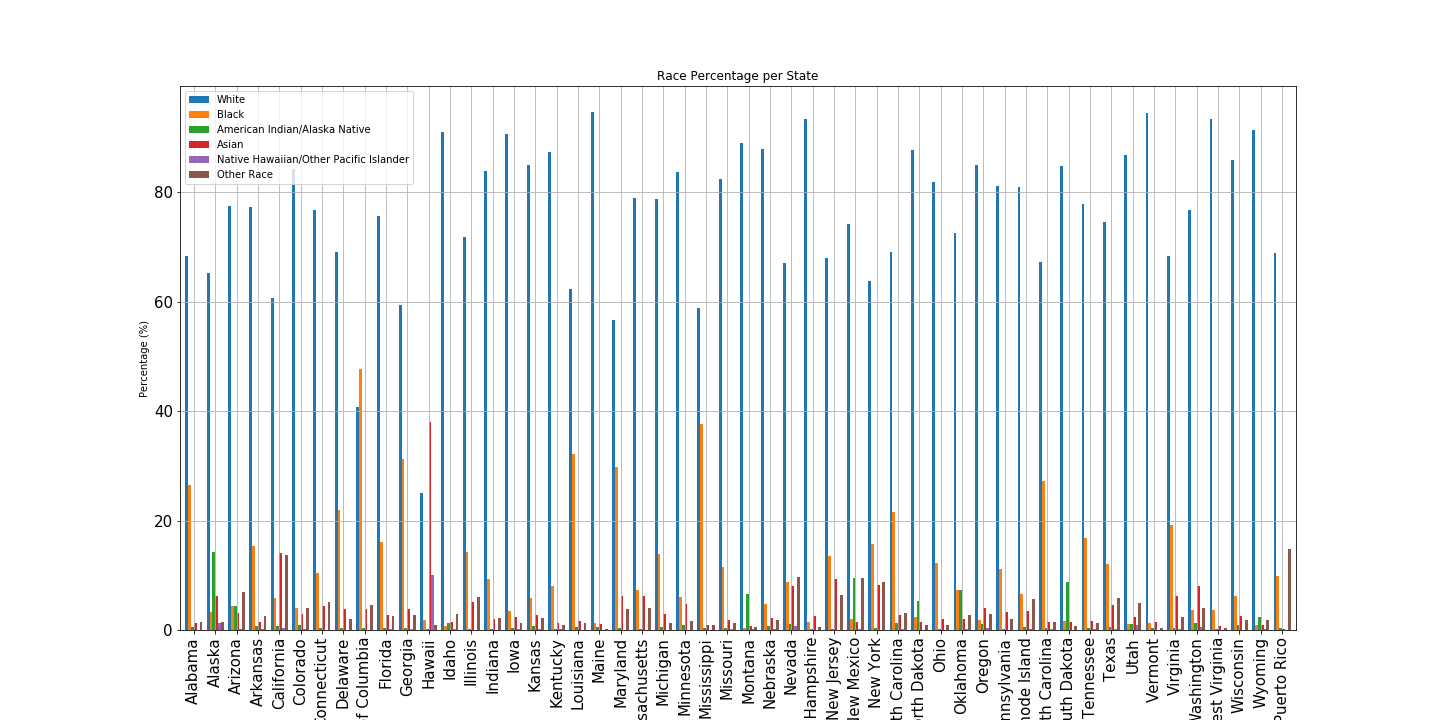 Race Percentage per State
White
Black
American Indian/Alaska Native
Asian
Native Hawaiian/Other Pacific Islander
Other Race
Percentage (%)
80
60
40
20
0
Alabama
Alaska
Arizona
Arkansas
California
Colorado
Connecticut
Delaware
f Columbia
Florida
Georgia
Hawaii
Idaho
Illinois
Indiana
Iowa
Kansas
Kentucky
Louisiana
Maine
Maryland
sachusetts
Michigan
Minnesota
Mississippi
Missouri
Montana
Nebraska
Nevada
Hampshire
New Jersey
New Mexico
New York
th Carolina
rth Dakota
Ohio
Oklahoma
Oregon
nnsylvania
ode Island
th Carolina
uth Dakota
Tennessee
Texas
Utah
Vermont
Virginia
Washington
est Virginia
Wisconsin
Wyoming
Puerto Rico